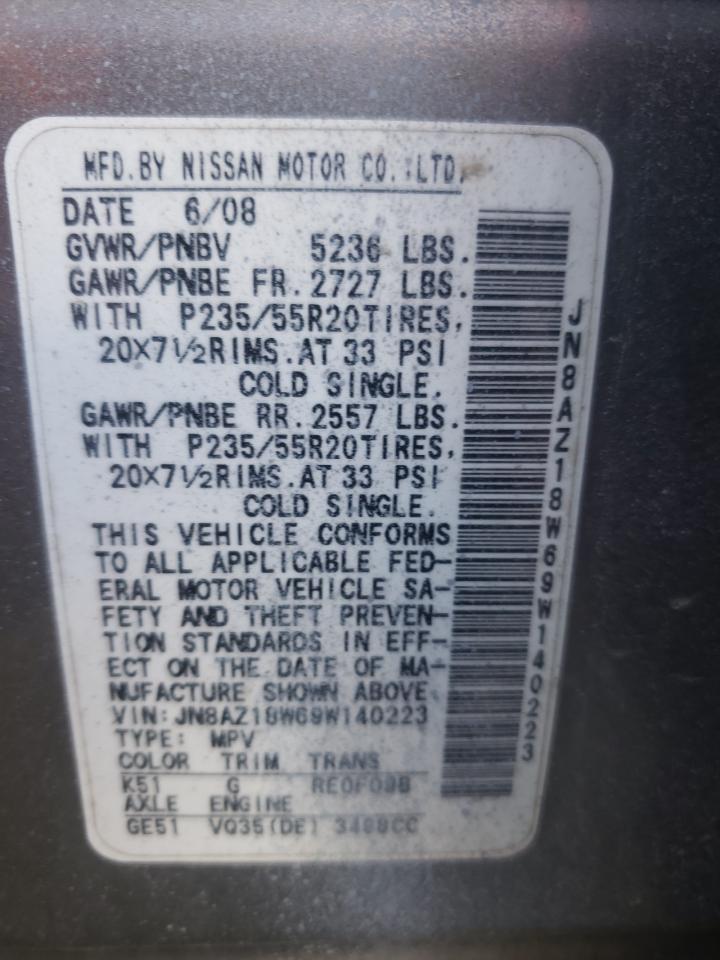 MFD.BY NISSAN MOTOR CO.,LTD.
DATE 6/08
GVWR/PNBV 5236 LBS.
GAWR/PNBE FR. 2727 LBS.
WITH P235/55R20TIRES,
20X7½RIMS.AT 33 PSI
COLD SINGLE.
GAWR/PNBE RR. 2557 LBS.
WITH P235/55R20TIRES,
20X7½RIMS.AT 33 PSI
COLD SINGLE.
THIS VEHICLE CONFORMS
TO ALL APPLICABLE FED-
ERAL MOTOR VEHICLE SA-
FETY AND THEFT PREVEN-
TION STANDARDS IN EFF-
ECT ON THE DATE OF MA-
NUFACTURE SHOWN ABOVE.
VIN: JN8AZ18W69W140223
TYPE: MPV
COLOR TRIM TRANS
K51 G RE0F09B
AXLE ENGINE
GE51 VQ35(DE) 3498CC
JN8AZ18W69W140223